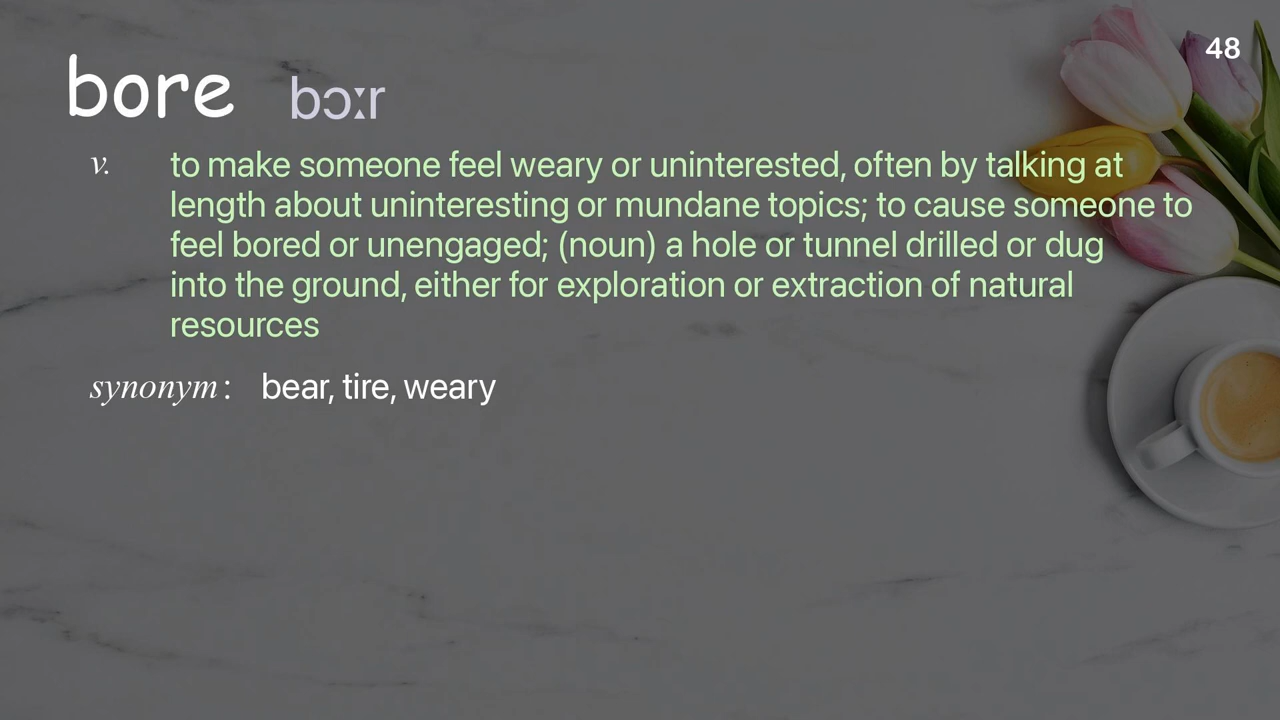 48
bore bɔːr
v. to make someone feel weary or uninterested, often by talking at
length about uninteresting or mundane topics; to cause someone to
feel bored or unengaged; (noun) a hole or tunnel drilled or dug
into the ground, either for exploration or extraction of natural
resources
synonym: bear, tire, weary